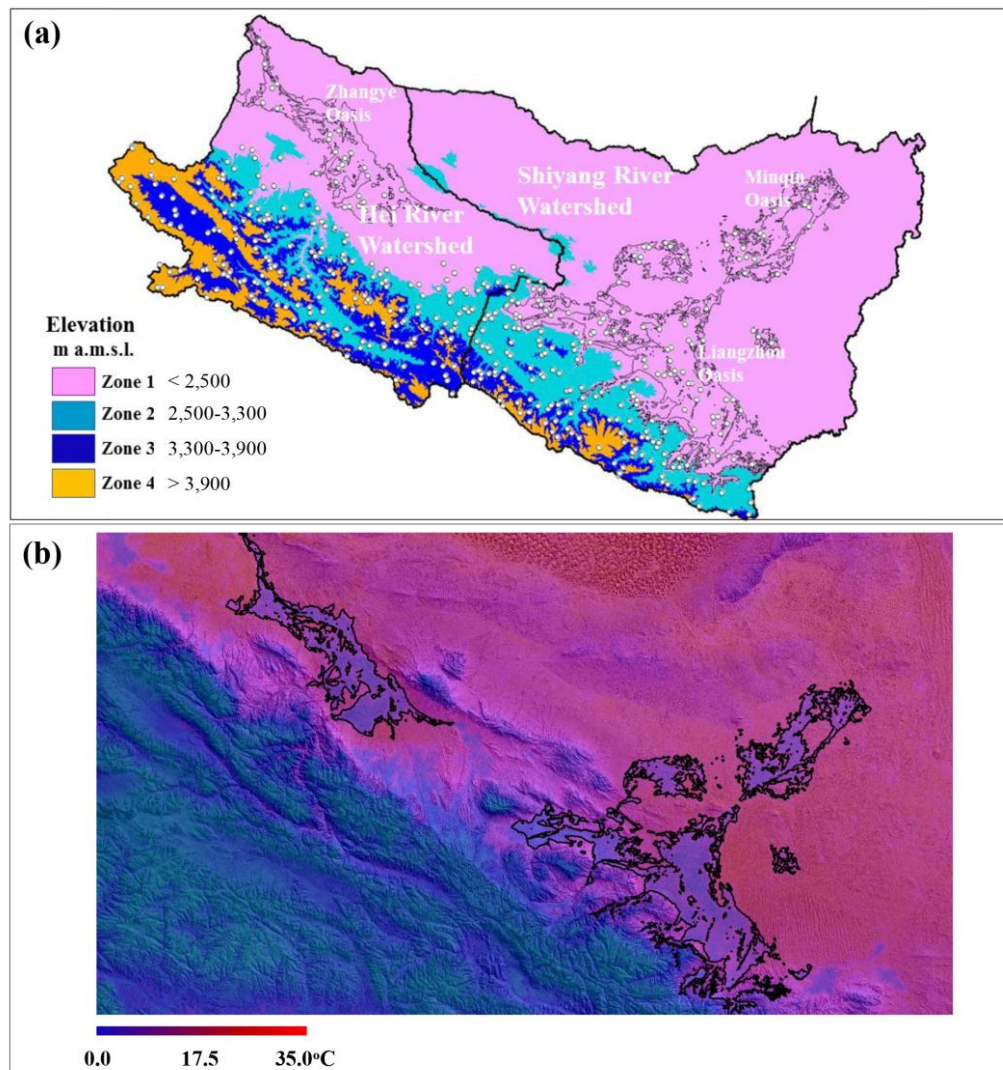 (a)
Zhangye
Oasis
Shiyang River
Watershed
Minqin
Oasis
Hei River
Watershed
Liangzhou
Oasis
Elevation
m a.m.s.l.
Zone 1 < 2,500
Zone 2 2,500-3,300
Zone 3 3,300-3,900
Zone 4 > 3,900
(b)
0.0 17.5 35.0°C